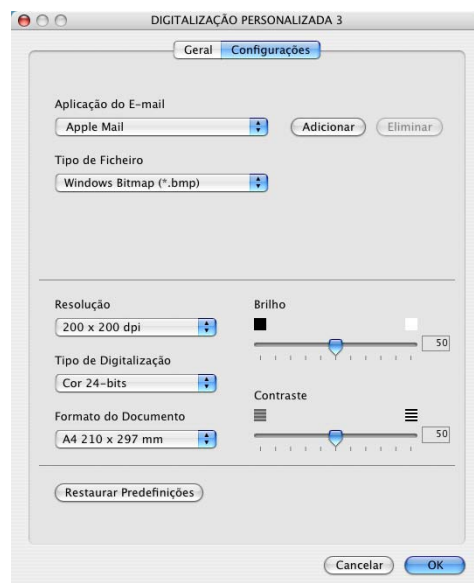 DIGITALIZAÇÃO PERSONALIZADA 3
Geral Configurações
Aplicação do E-mail
Apple Mail Adicionar Eliminar
Tipo de Ficheiro
Windows Bitmap (*.bmp)
Resolução Brilho
200 x 200 dpi 50
Tipo de Digitalização
Cor 24-bits
Contraste
Formato do Documento
A4 210 x 297 mm 50
Restaurar Predefinições
Cancelar OK